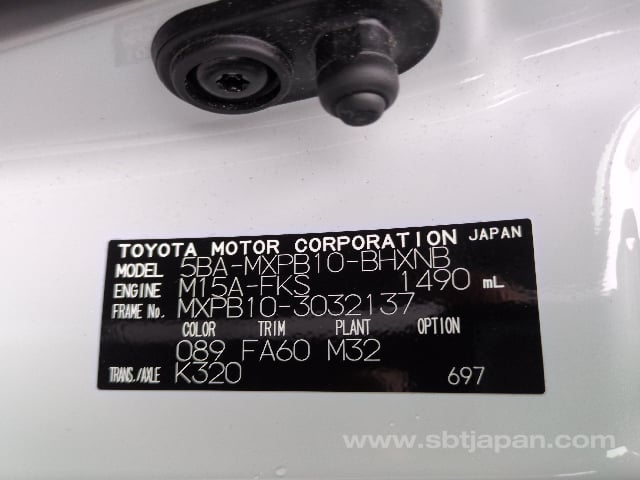 TOYOTA MOTOR CORPORATION JAPAN
MODEL 5BA-MXPB10-BHXNB
ENGINE M15A-FKS 1490 mL
FRAME No. MXPB10-3032137
COLOR TRIM PLANT OPTION
089 FA60 M32
TRANS./AXLE K320 697
www.sbtjapan.com